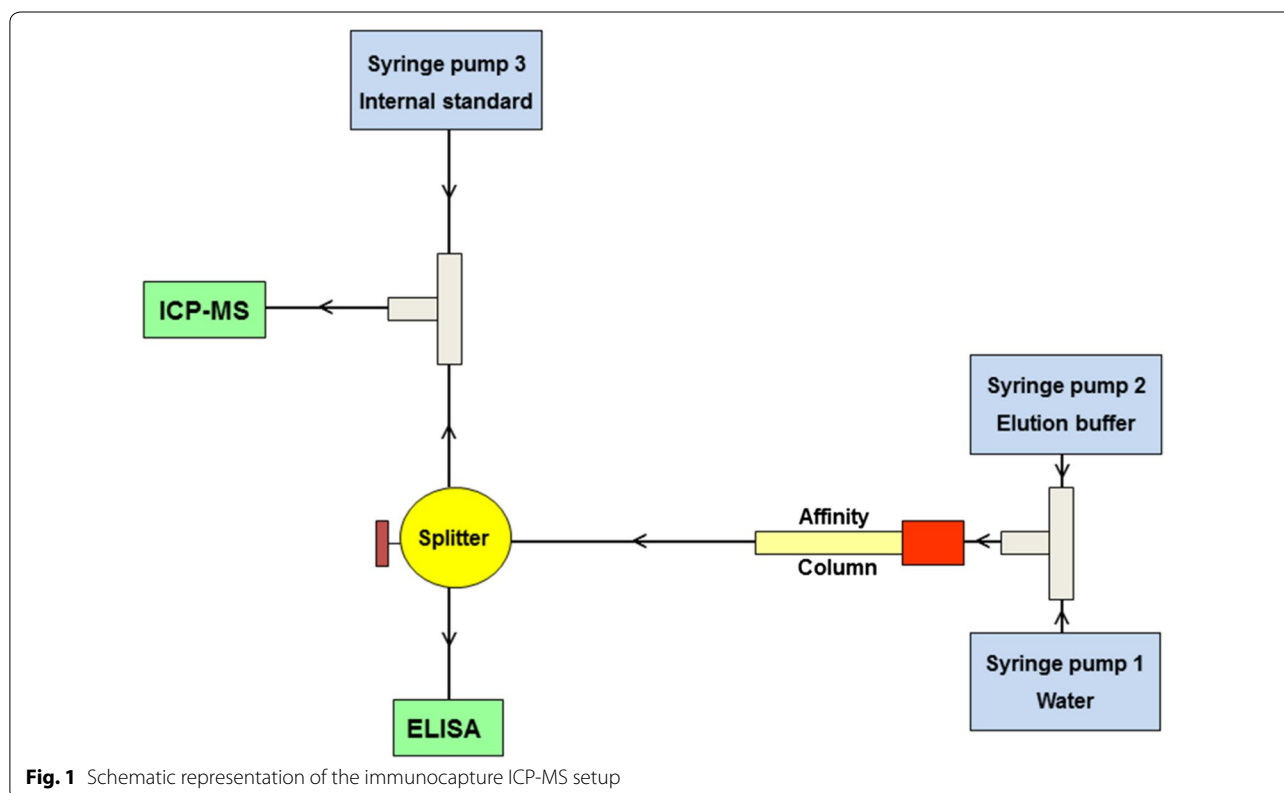 Syringe pump 3
Internal standard
ICP-MS
Syringe pump 2
Elution buffer
Affinity
Splitter
Column
Syringe pump 1
Water
ELISA
Fig. 1 Schematic representation of the immunocapture ICP-MS setup